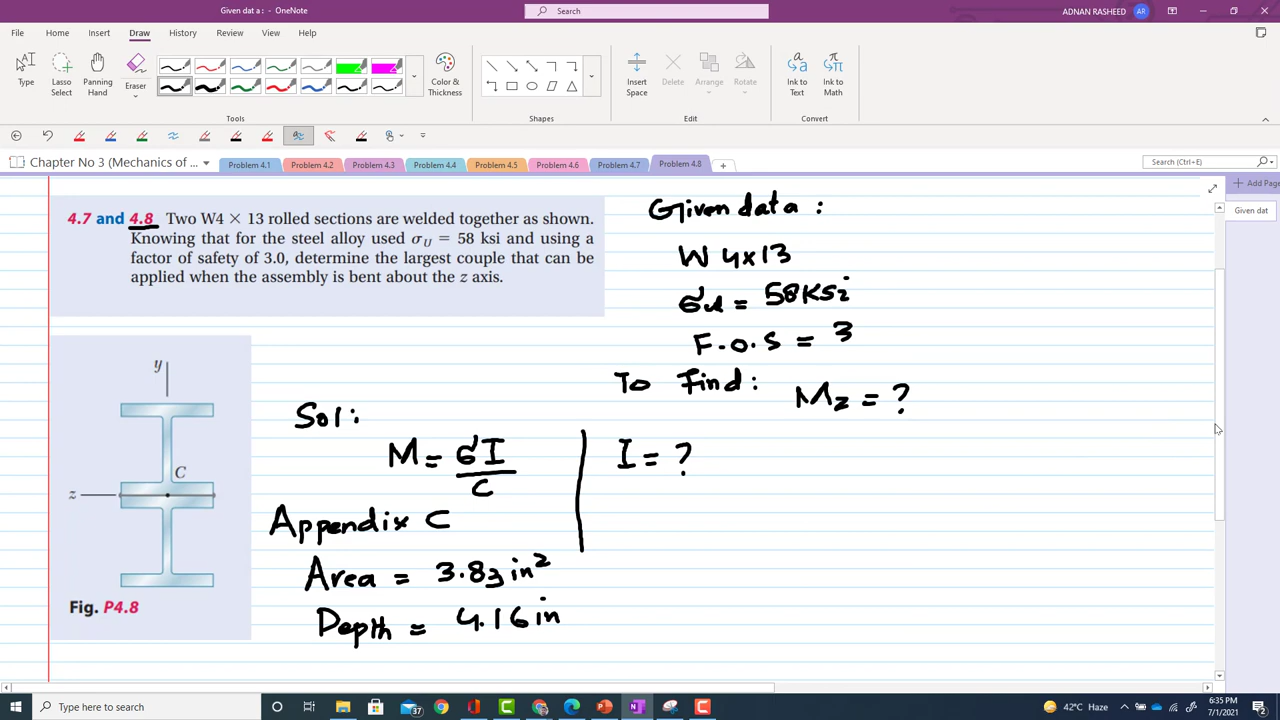 Given data : - OneNote
Search
ADNAN RASHEED
AR
File Home Insert Draw History Review View Help
Type
Lasso Select
Panning Hand
Eraser
Color & Thickness
Insert Space
Delete
Arrange
Rotate
Ink to Text
Ink to Math
Tools
Shapes
Edit
Convert
Chapter No 3 (Mechanics of ...
Problem 4.1 Problem 4.2 Problem 4.3 Problem 4.4 Problem 4.5 Problem 4.6 Problem 4.7 Problem 4.8
Search (Ctrl+E)
Add Page
Given dat
4.7 and 4.8 Two W4 × 13 rolled sections are welded together as shown.
Knowing that for the steel alloy used σU = 58 ksi and using a
factor of safety of 3.0, determine the largest couple that can be
applied when the assembly is bent about the z axis.
y
C
z
Fig. P4.8
Given data :
W 4x13
σu = 58 KSi
F.O.S = 3
To Find :
Mz = ?
Sol :
M = σI
C
I = ?
Appendix C
Area = 3.83 in²
Depth = 4.16 in
Type here to search
37
42°C Haze
6:35 PM
7/1/2021